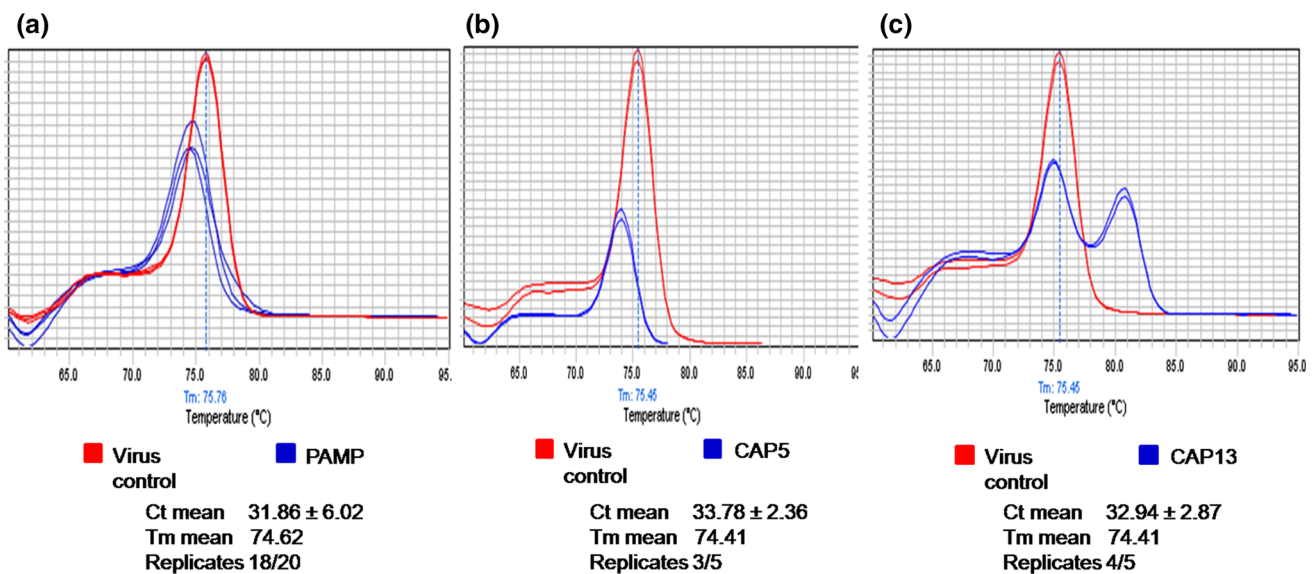 (a)
65.0 70.0 75.0 80.0 85.0 90.0 95.
Tm: 75.76
Temperature (°C)
Virus control
PAMP
Ct mean 31.86 ± 6.02
Tm mean 74.62
Replicates 18/20
(b)
65.0 70.0 75.0 80.0 85.0 90.0 95
Tm: 75.45
Temperature (°C)
Virus control
CAP5
Ct mean 33.78 ± 2.36
Tm mean 74.41
Replicates 3/5
(c)
65.0 70.0 75.0 80.0 85.0 90.0 95.0
Tm: 75.45
Temperature (°C)
Virus control
CAP13
Ct mean 32.94 ± 2.87
Tm mean 74.41
Replicates 4/5